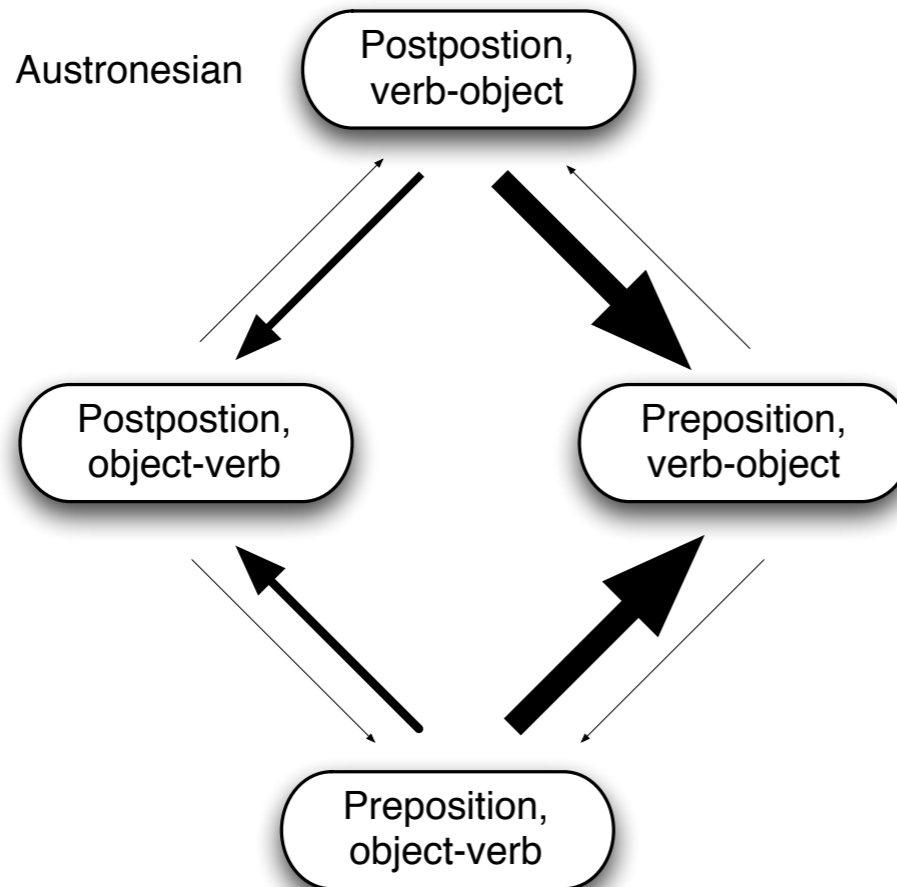 Austronesian
Postpostion,
verb-object
Postpostion,
object-verb
Preposition,
verb-object
Preposition,
object-verb